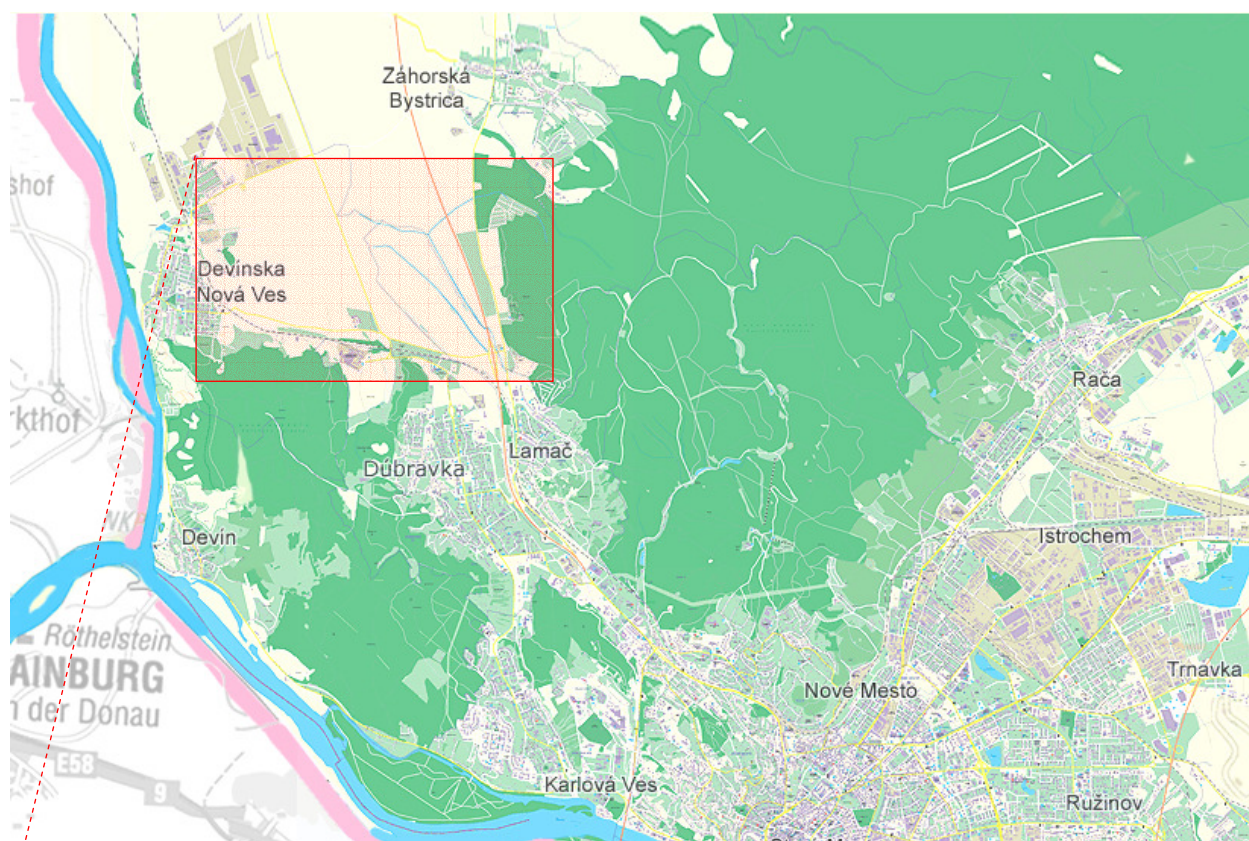 Záhorská
Bystrica
shof
Devínska
Nová Ves
Rača
rkthof
Lamač
Dúbravka
Devín
Istrochem
Röthelstein
AINBURG
n der Donau
Trnávka
Nové Mesto
E58
9
Karlová Ves
Ružinov